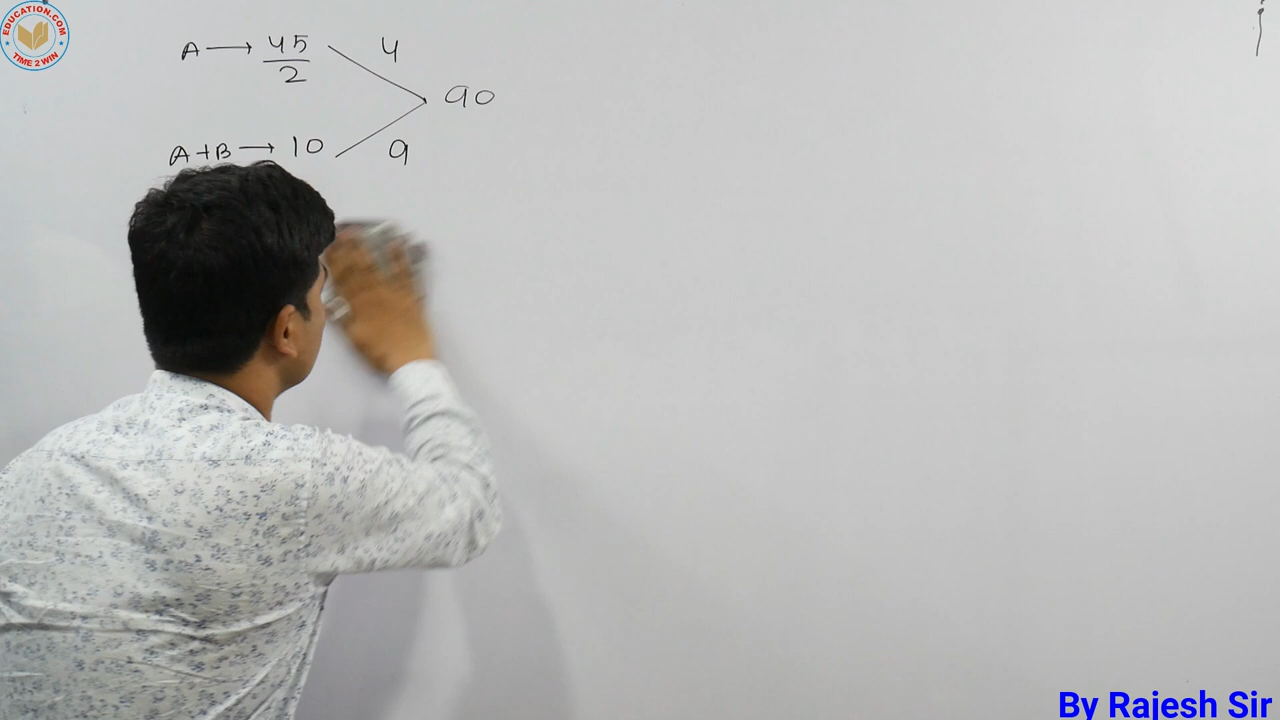 EDUCATION.COM
TIME 2 WIN
A → 45/2 4
90
A+B → 10 9
By Rajesh Sir